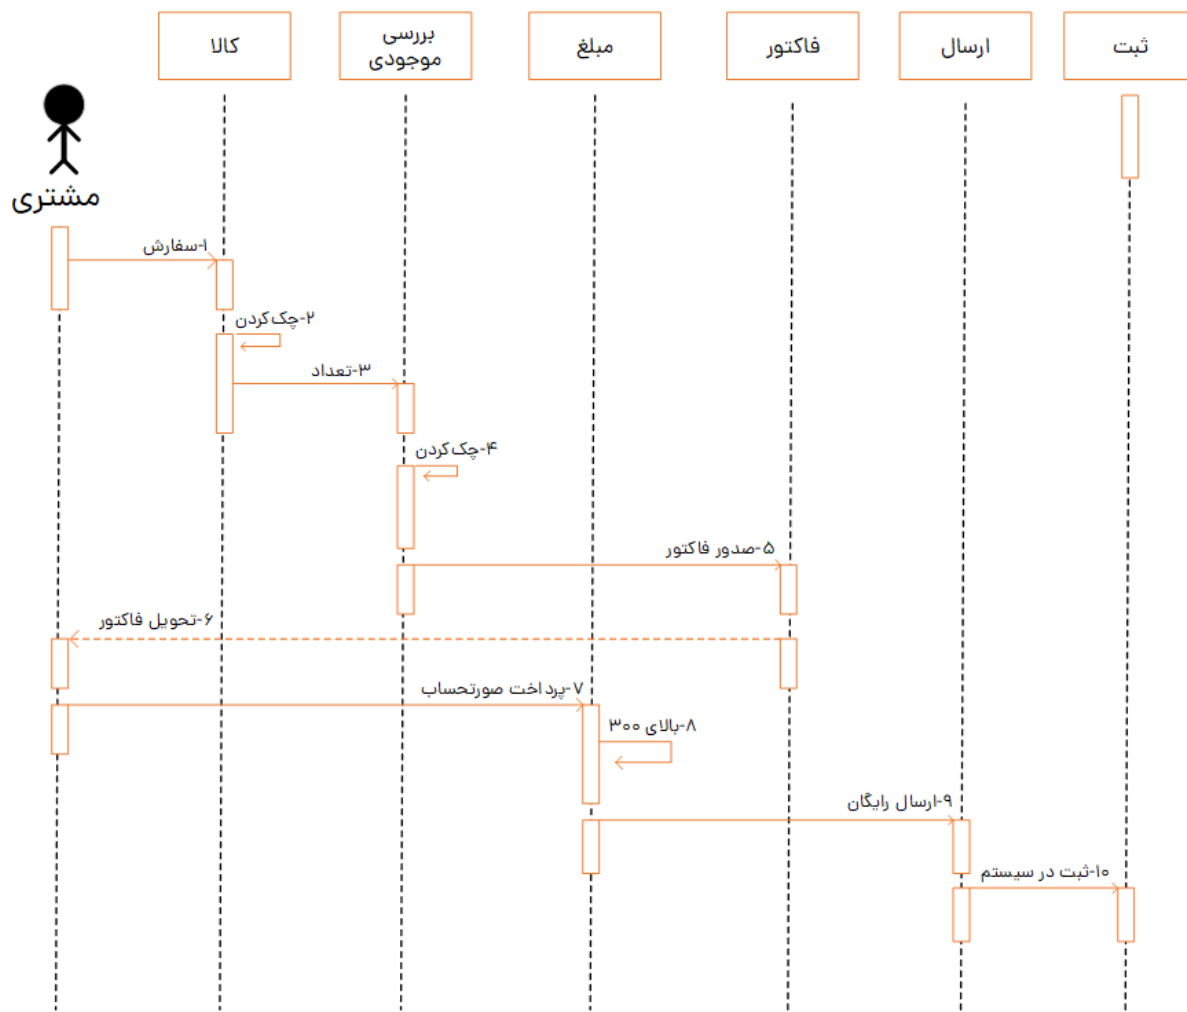 ثبت
ارسال
فاکتور
مبلغ
بررسی
موجودی
کالا
مشتری
۱-سفارش
۲-چک کردن
۳-تعداد
۴-چک کردن
۵-صدور فاکتور
۶-تحویل فاکتور
۷-پرداخت صورتحساب
۸-بالای ۳۰۰
۹-ارسال رایگان
۱۰-ثبت در سیستم